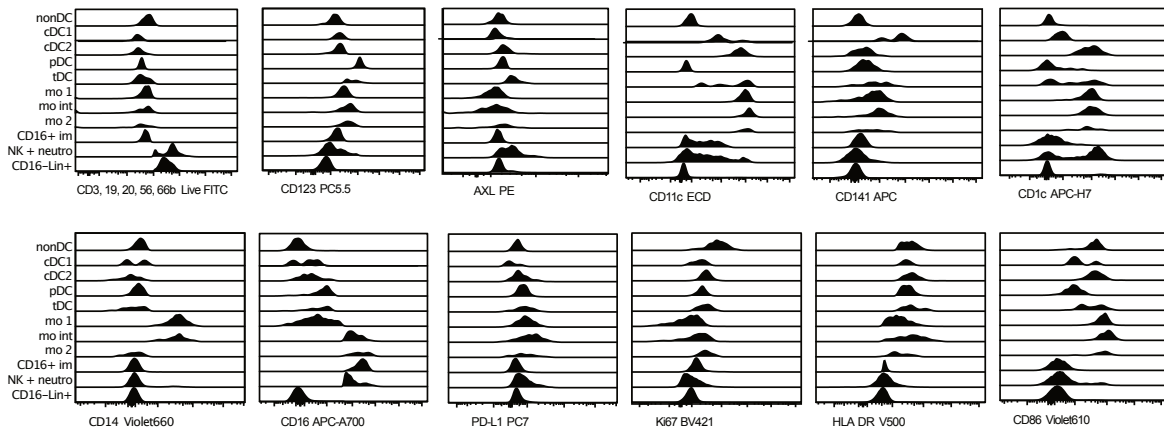 nonDC
cDC1
cDC2
pDC
tDC
mo 1
mo int
mo 2
CD16+ im
NK + neutro
CD16–Lin+
CD3, 19, 20, 56, 66b Live FITC
CD123 PC5.5
AXL PE
CD11c ECD
CD141 APC
CD1c APC-H7
nonDC
cDC1
cDC2
pDC
tDC
mo 1
mo int
mo 2
CD16+ im
NK + neutro
CD16–Lin+
CD14 Violet660
CD16 APC-A700
PD-L1 PC7
Ki67 BV421
HLA DR V500
CD86 Violet610